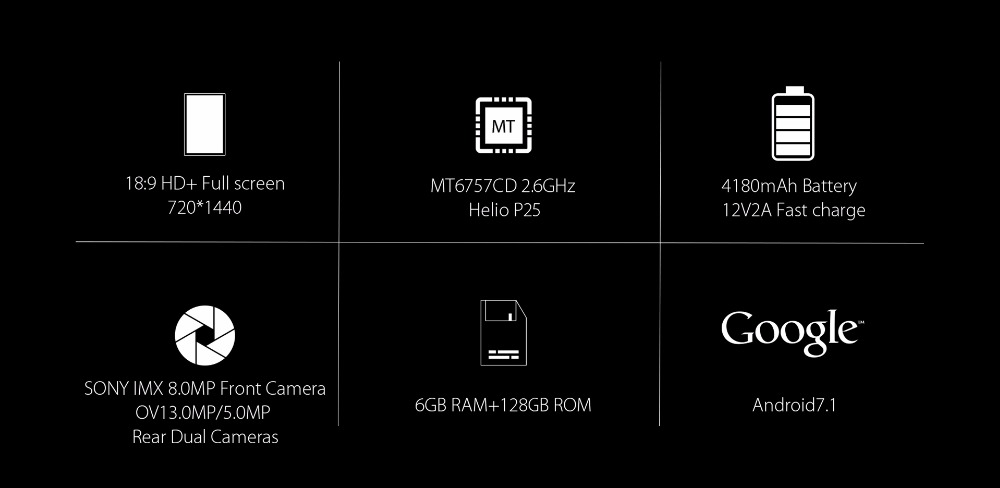 18:9 HD+ Full screen
720*1440
MT
MT6757CD 2.6GHz
Helio P25
4180mAh Battery
12V2A Fast charge
SONY IMX 8.0MP Front Camera
OV13.0MP/5.0MP
Rear Dual Cameras
6GB RAM+128GB ROM
Google™
Android7.1